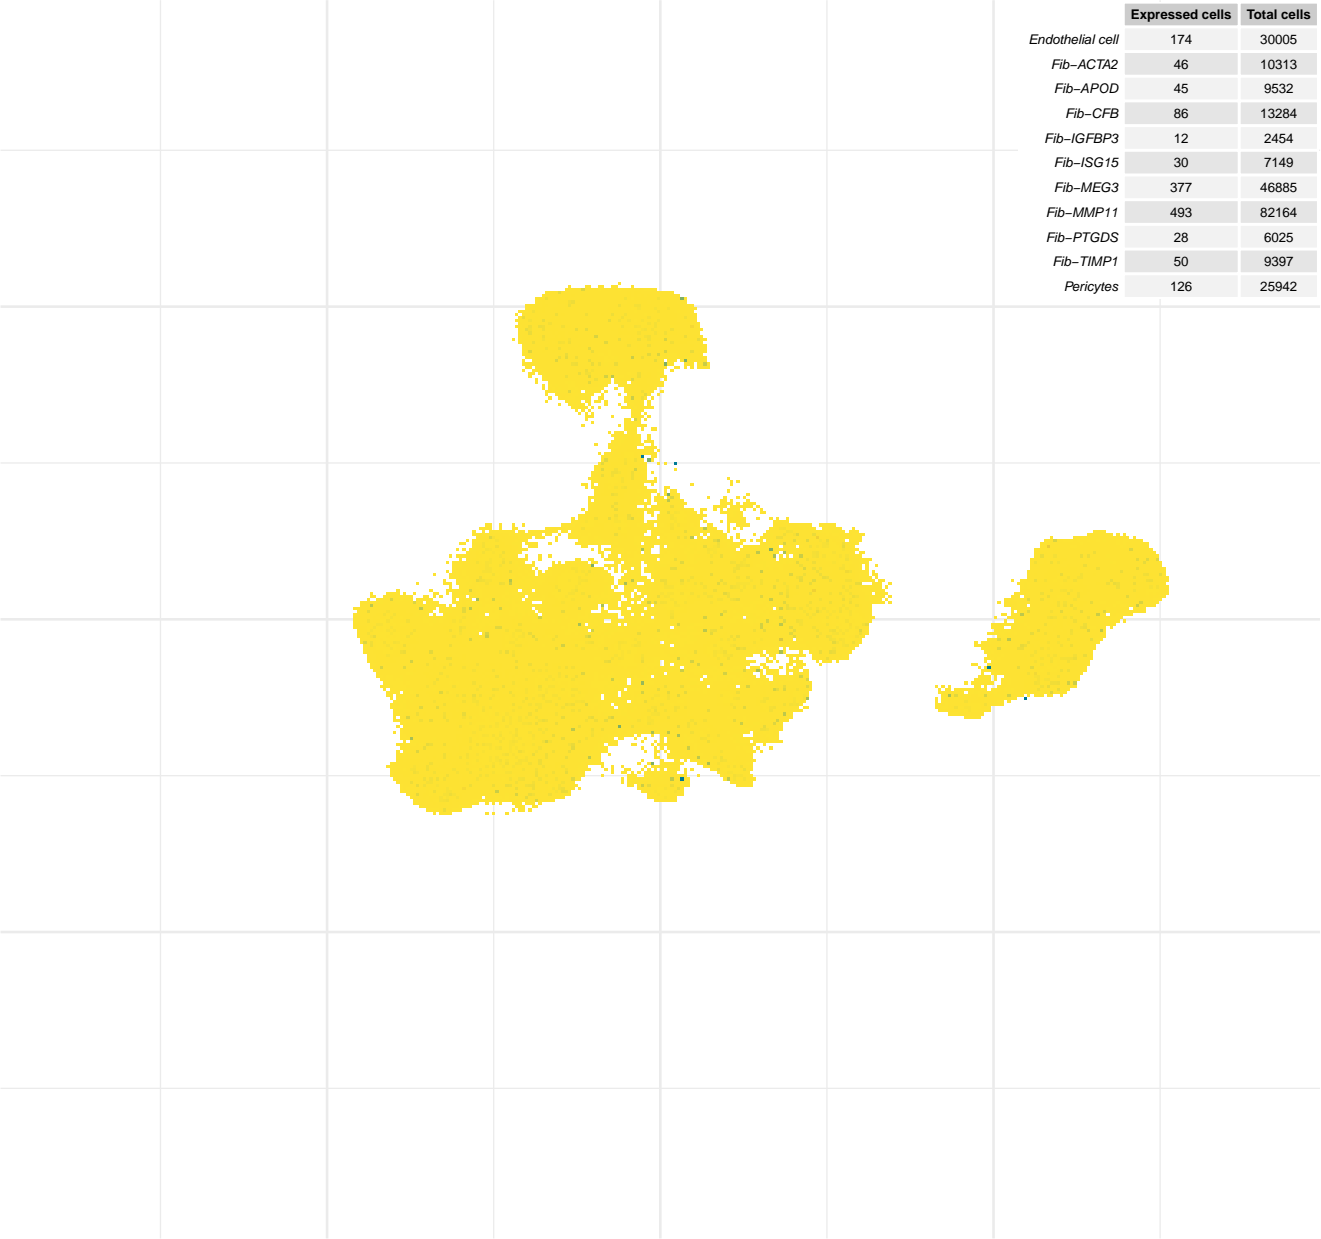 Expressed cells Total cells
Endothelial cell 174 30005
Fib−ACTA2 46 10313
Fib−APOD 45 9532
Fib−CFB 86 13284
Fib−IGFBP3 12 2454
Fib−ISG15 30 7149
Fib−MEG3 377 46885
Fib−MMP11 493 82164
Fib−PTGDS 28 6025
Fib−TIMP1 50 9397
Pericytes 126 25942